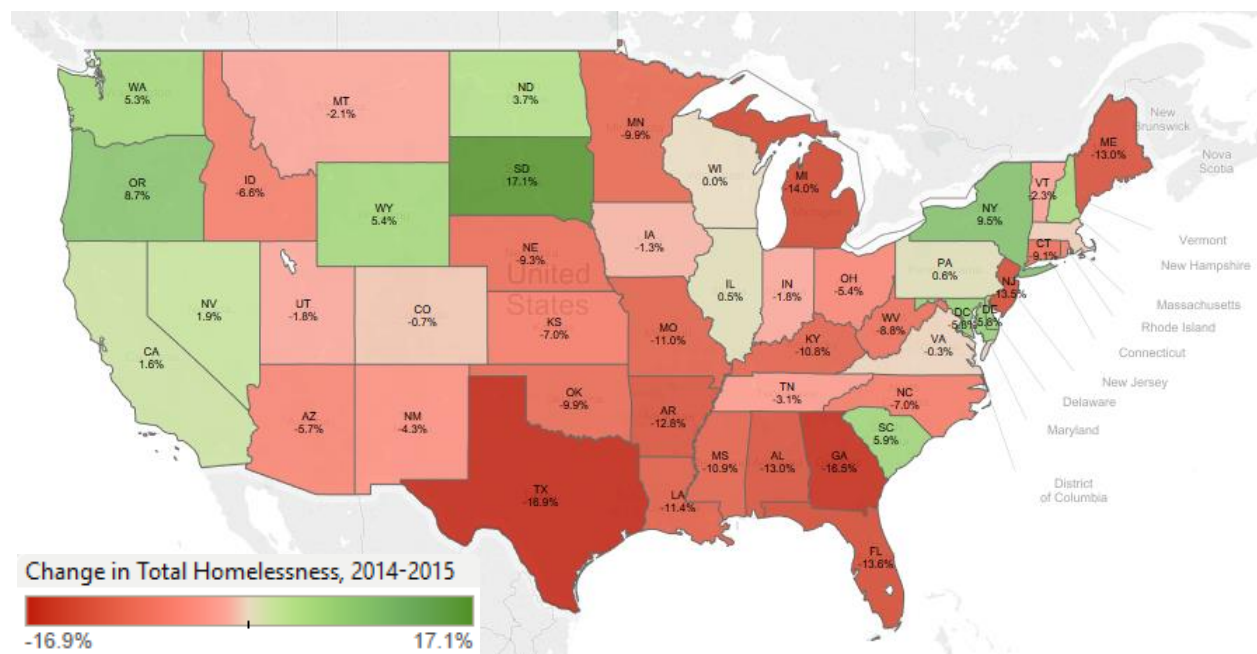 WA
5.3%
MT
-2.1%
ND
3.7%
MN
-9.9%
ME
-13.0%
New
Brunswick
Nova
Scotia
OR
8.7%
ID
-6.6%
WY
5.4%
SD
17.1%
WI
0.0%
MI
-14.0%
VT
-2.3%
NY
9.5%
NE
-9.3%
IA
-1.3%
CT
-9.1%
PA
0.6%
NJ
-13.5%
United
States
NV
1.9%
UT
-1.8%
CO
-0.7%
IL
0.5%
IN
-1.8%
OH
-5.4%
DC
5.8%
DE
5.8%
CA
1.6%
KS
-7.0%
MO
-11.0%
WV
-8.8%
KY
-10.8%
VA
-0.3%
Vermont
New Hampshire
Massachusetts
Rhode Island
Connecticut
New Jersey
Delaware
Maryland
District
of Columbia
AZ
-5.7%
NM
-4.3%
OK
-9.9%
AR
-12.8%
TN
-3.1%
NC
-7.0%
SC
5.9%
TX
-16.9%
LA
-11.4%
MS
-10.9%
AL
-13.0%
GA
-16.5%
FL
-13.6%
Change in Total Homelessness, 2014-2015
-16.9% 17.1%